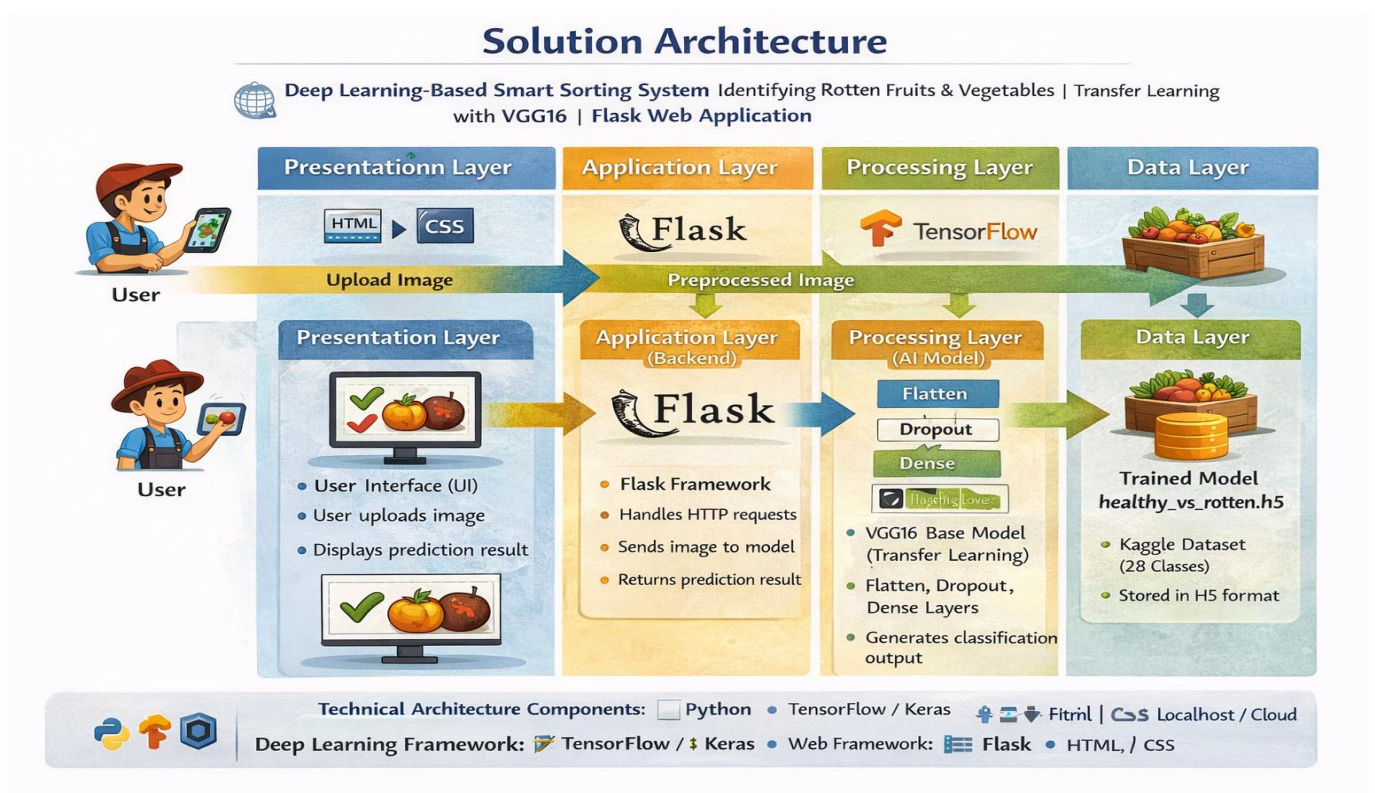 Solution Architecture
Deep Learning-Based Smart Sorting System Identifying Rotten Fruits & Vegetables | Transfer Learning
with VGG16 | Flask Web Application
Presentationn Layer
Application Layer
Processing Layer
Data Layer
HTML
CSS
Flask
TensorFlow
User
Upload Image
Preprocessed Image
Presentation Layer
Application Layer
(Backend)
Processing Layer
(AI Model)
Data Layer
User
User Interface (UI)
User uploads image
Displays prediction result
Flask
Flask Framework
Handles HTTP requests
Sends image to model
Returns prediction result
Flatten
Dropout
Dense
VGG16 Base Model
(Transfer Learning)
Flatten, Dropout,
Dense Layers
Generates classification
output
Trained Model
healthy_vs_rotten.h5
Kaggle Dataset
(28 Classes)
Stored in H5 format
Technical Architecture Components: Python • TensorFlow / Keras | Localhost / Cloud
Deep Learning Framework: TensorFlow / Keras • Web Framework: Flask • HTML, / CSS